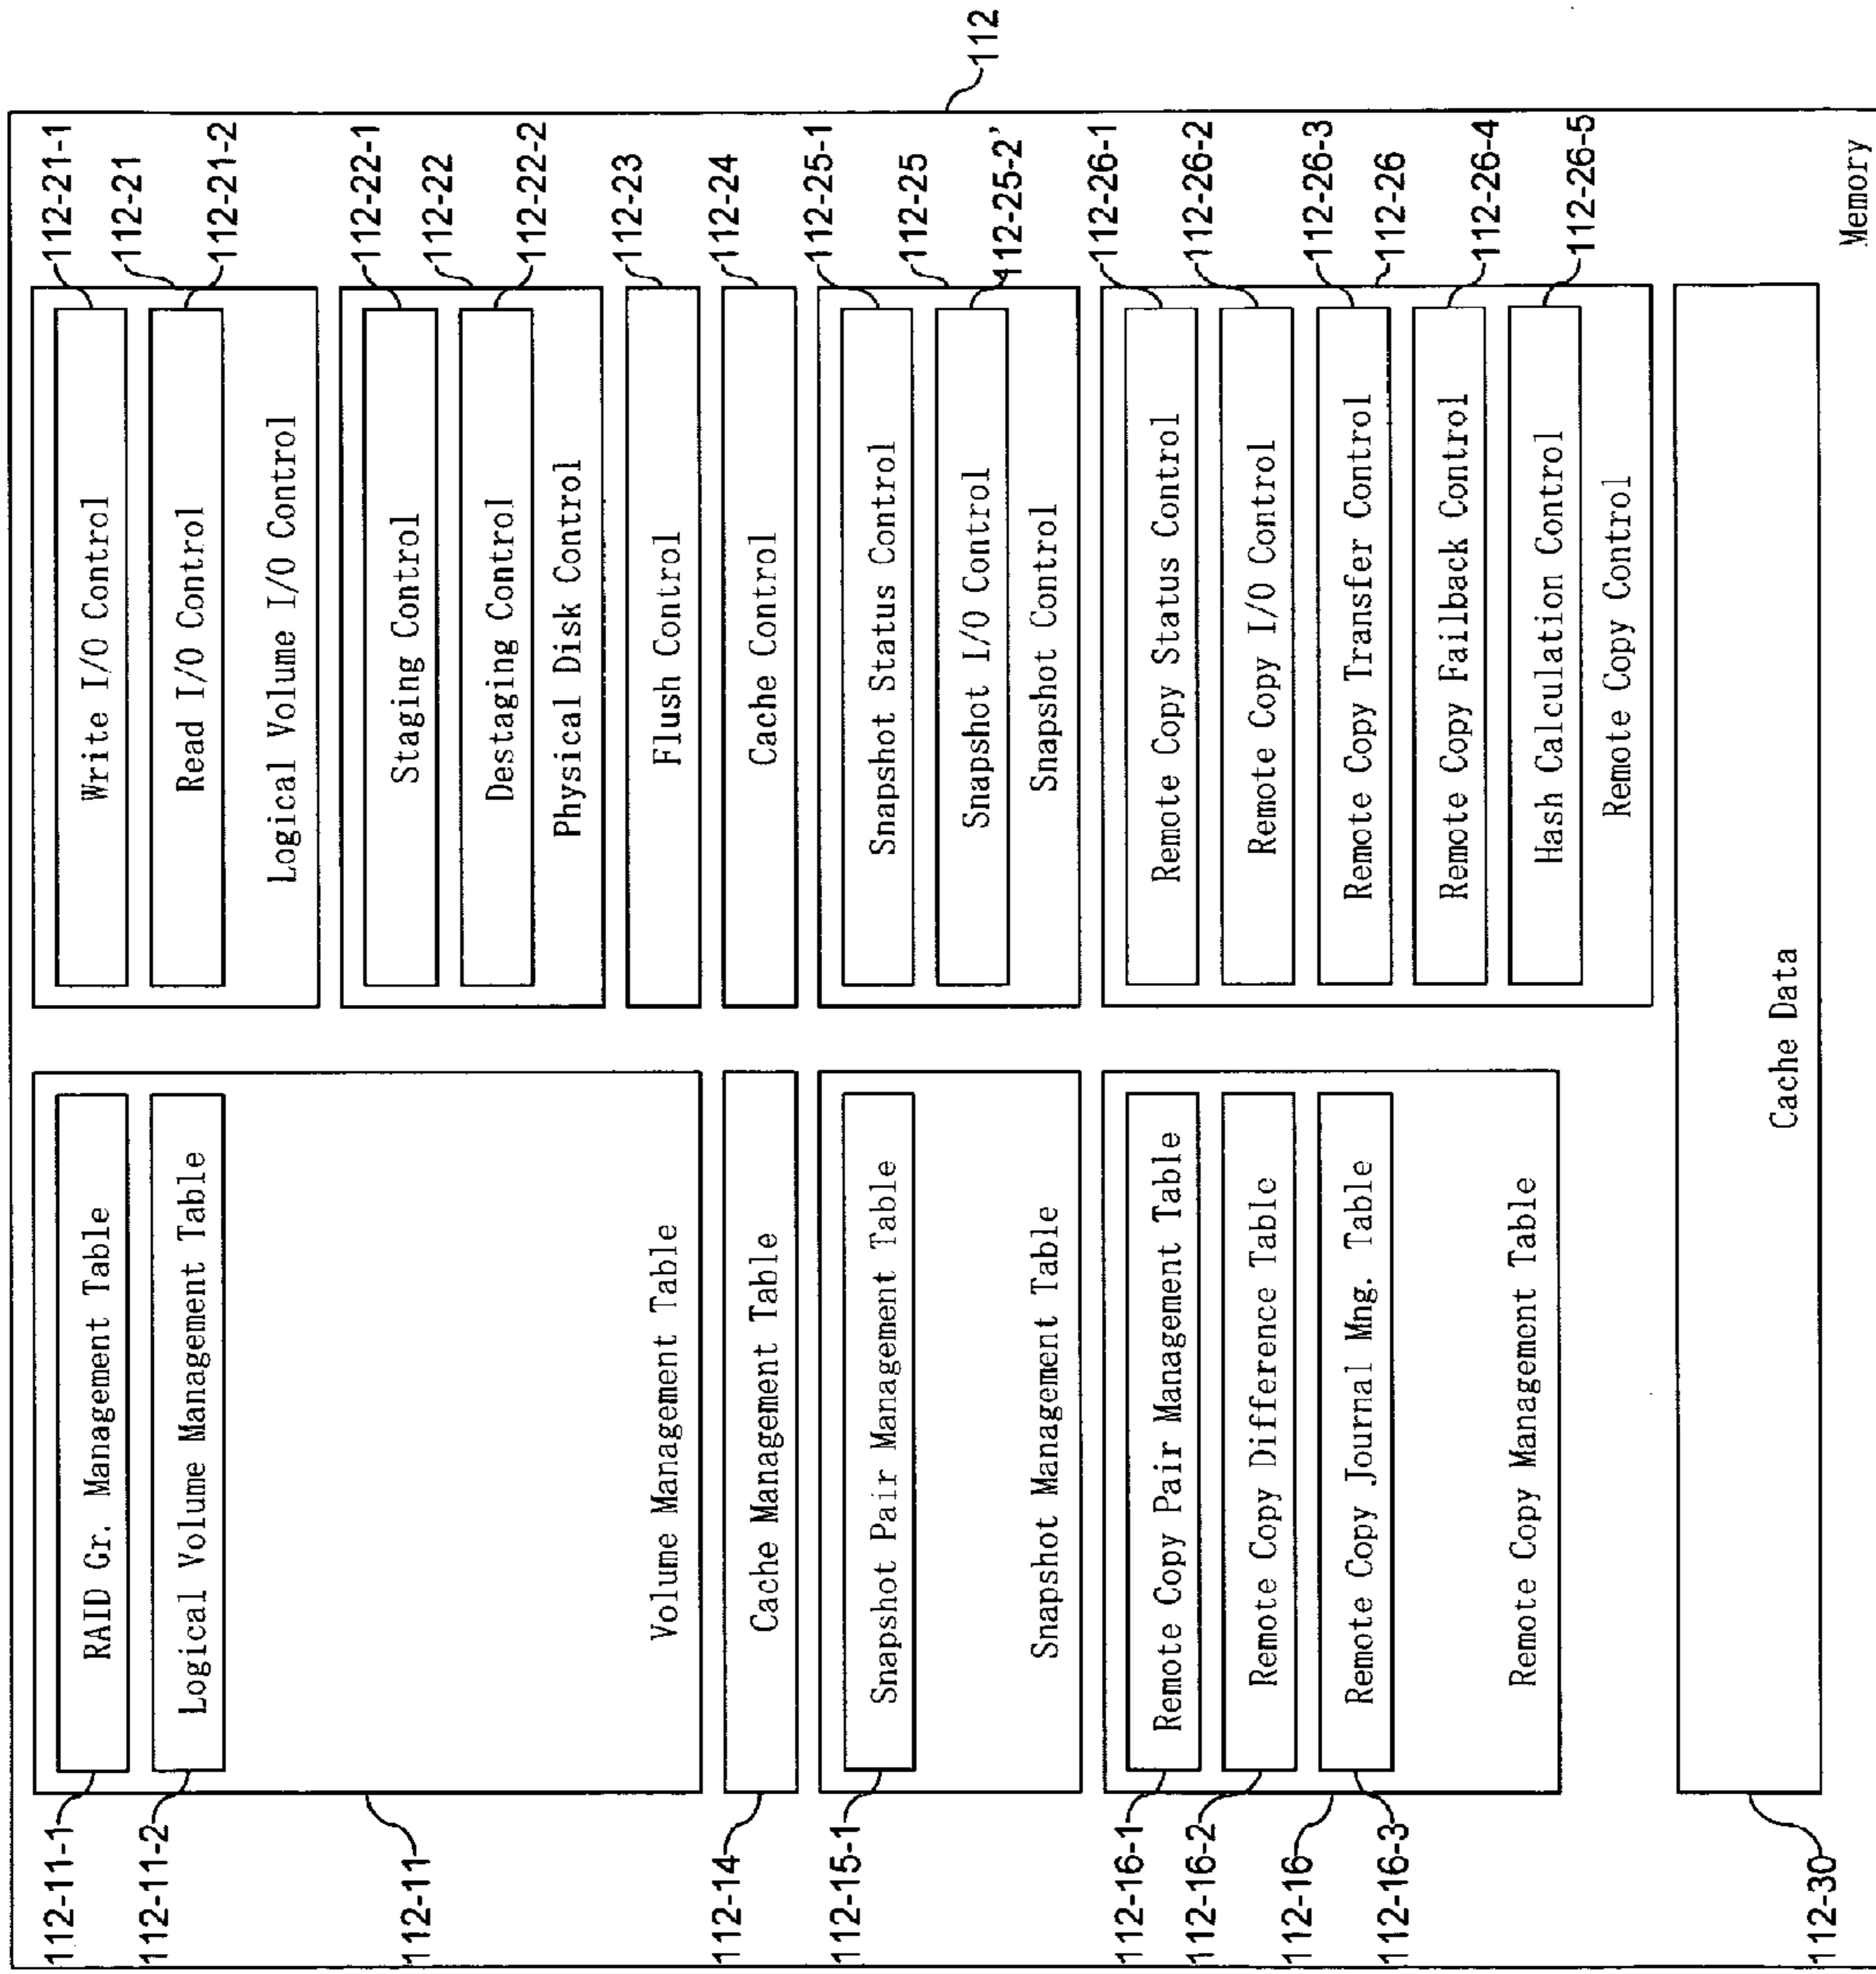 112-11-1
RAID Gr. Management Table
112-11-2
Logical Volume Management Table
112-11
Volume Management Table
112-14
Cache Management Table
112-15-1
Snapshot Pair Management Table
Snapshot Management Table
112-16-1
Remote Copy Pair Management Table
112-16-2
Remote Copy Difference Table
112-16
112-16-3
Remote Copy Journal Mng. Table
Remote Copy Management Table
112-30
Cache Data
Write I/O Control
112-21-1
112-21
Read I/O Control
112-21-2
Logical Volume I/O Control
Staging Control
112-22-1
112-22
Destaging Control
112-22-2
Physical Disk Control
Flush Control
112-23
Cache Control
112-24
Snapshot Status Control
112-25-1
112-25
Snapshot I/O Control
112-25-2'
Snapshot Control
Remote Copy Status Control
112-26-1
Remote Copy I/O Control
112-26-2
Remote Copy Transfer Control
112-26-3
112-26
Remote Copy Failback Control
112-26-4
Hash Calculation Control
112-26-5
Remote Copy Control
Memory
112